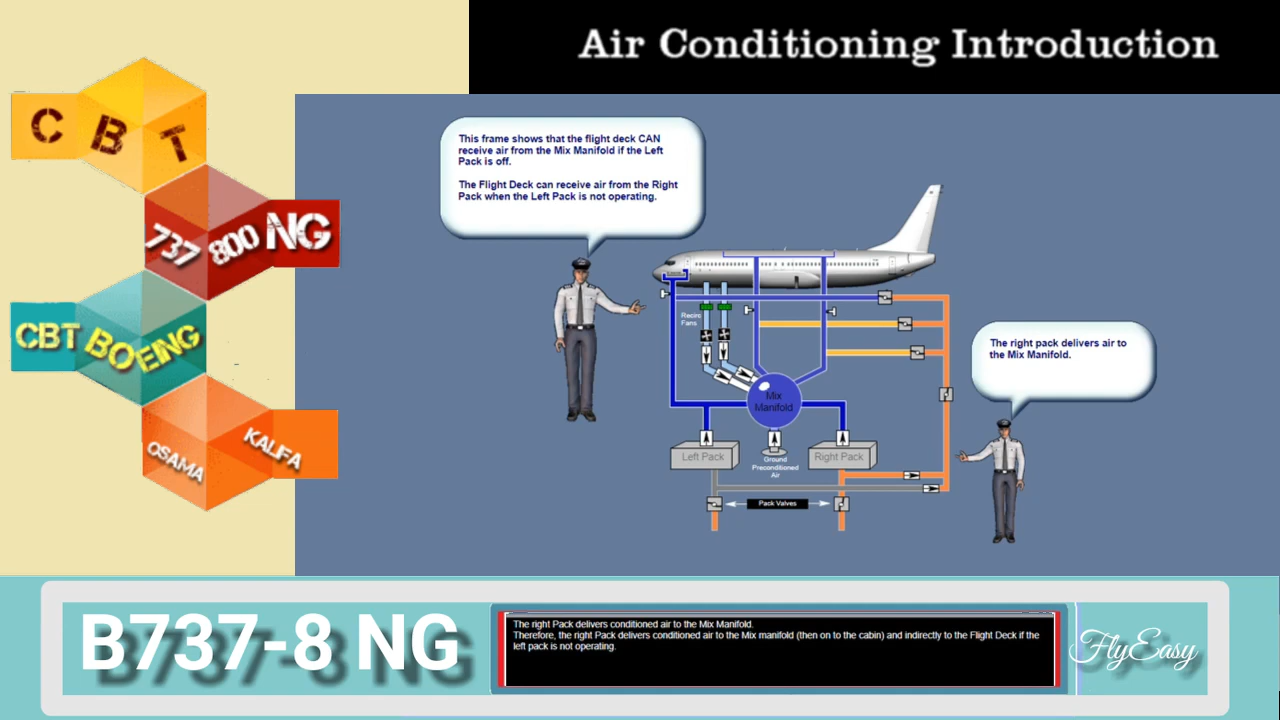 Air Conditioning Introduction
CBT
737 800 NG
CBT BOEING
OSAMA KALIFA
This frame shows that the flight deck CAN
receive air from the Mix Manifold if the Left
Pack is off.
The Flight Deck can receive air from the Right
Pack when the Left Pack is not operating.
Recirc
Fans
The right pack delivers air to
the Mix Manifold.
Mix
Manifold
Left Pack
Ground
Preconditioned
Air
Right Pack
Pack Valves
B737-8 NG
The right Pack delivers conditioned air to the Mix Manifold.
Therefore, the right Pack delivers conditioned air to the Mix manifold (then on to the cabin) and indirectly to the Flight Deck if the
left pack is not operating.
FlyEasy